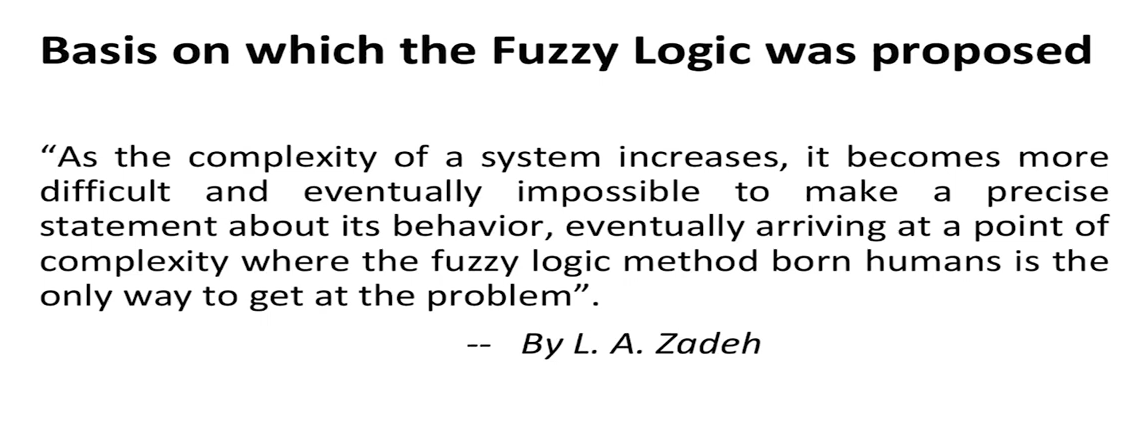 Basis on which the Fuzzy Logic was proposed
“As the complexity of a system increases, it becomes more
difficult and eventually impossible to make a precise
statement about its behavior, eventually arriving at a point of
complexity where the fuzzy logic method born humans is the
only way to get at the problem”.
-- By L. A. Zadeh